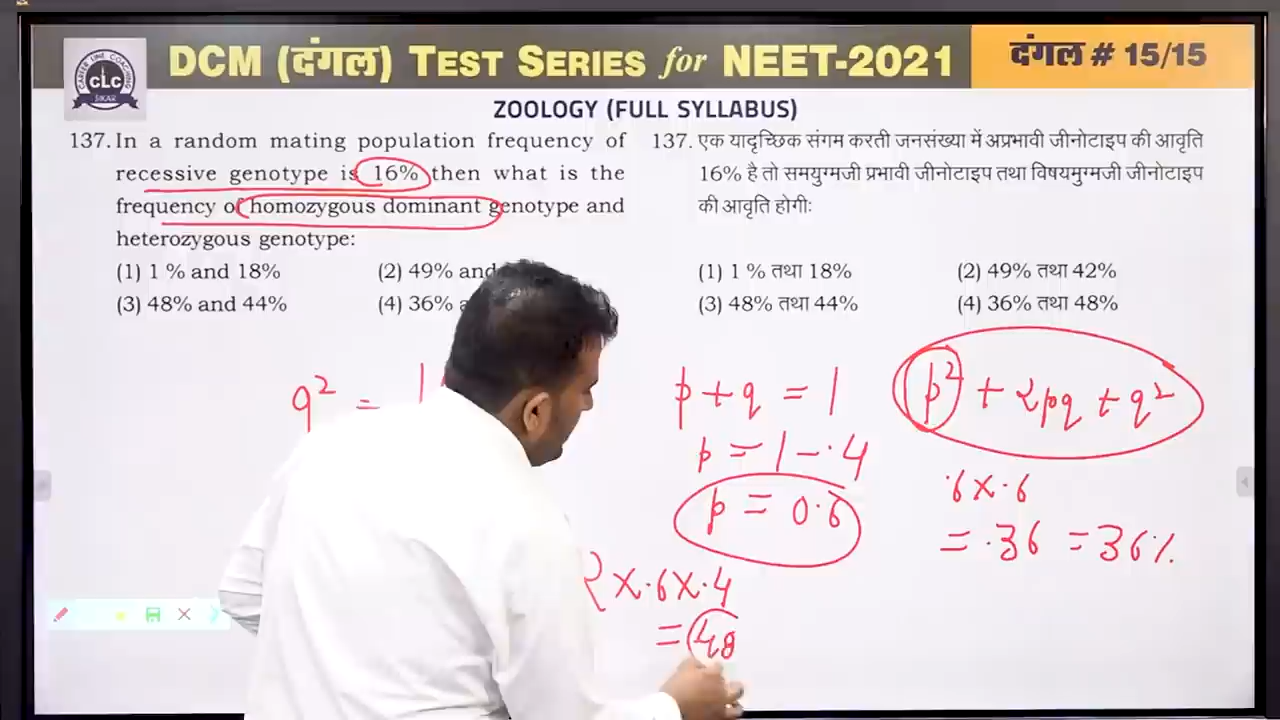 DCM (दंगल) TEST SERIES for NEET-2021
दंगल # 15/15
CAREER LINE COACHING
CLC
SIKAR
ZOOLOGY (FULL SYLLABUS)
137. In a random mating population frequency of
recessive genotype is 16% then what is the
frequency of homozygous dominant genotype and
heterozygous genotype:
(1) 1 % and 18% (2) 49% and
(3) 48% and 44% (4) 36%
137. एक यादृच्छिक संगम करती जनसंख्या में अप्रभावी जीनोटाइप की आवृति
16% है तो समयुग्मजी प्रभावी जीनोटाइप तथा विषयमुग्मजी जीनोटाइप
की आवृति होगीः
(1) 1 % तथा 18% (2) 49% तथा 42%
(3) 48% तथा 44% (4) 36% तथा 48%
q² =
p + q = 1
p = 1 - .4
p = 0.6
2 x .6 x .4
= 48
p² + 2pq + q²
.6 x .6
= .36 = 36%